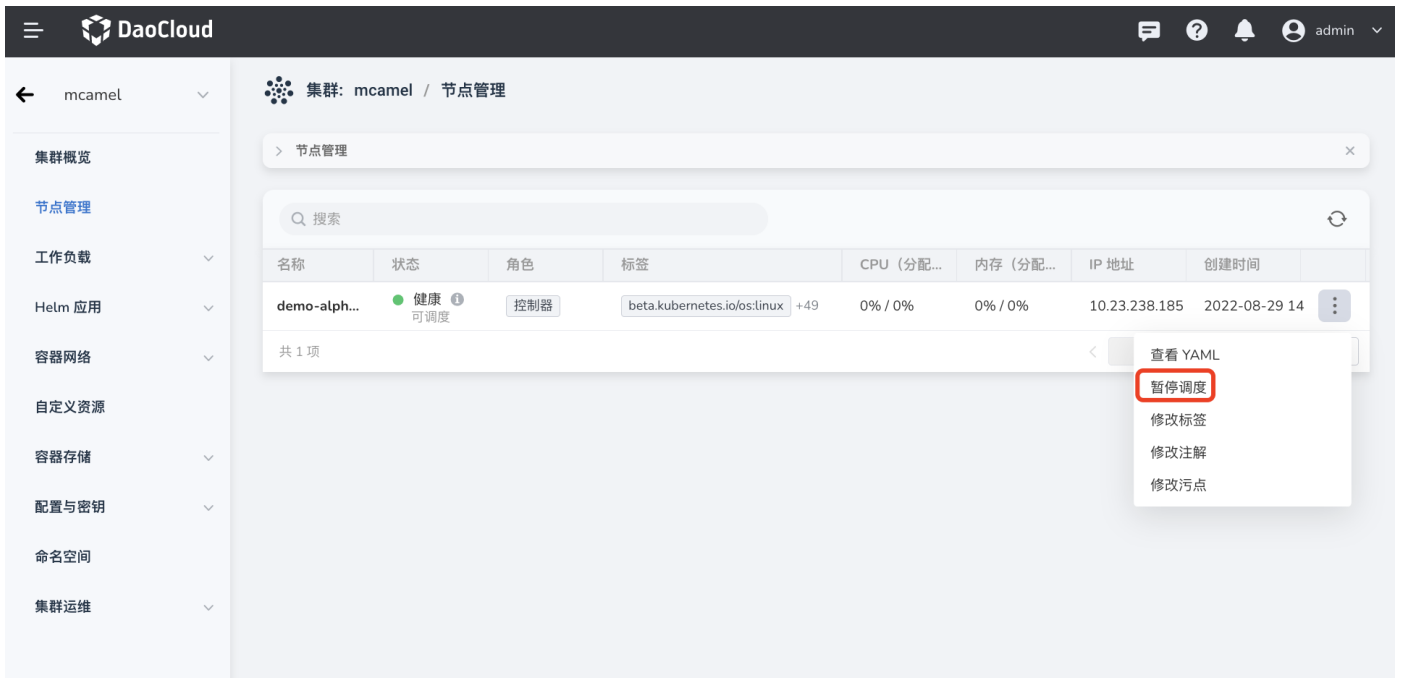 DaoCloud
admin
mcamel
集群: mcamel / 节点管理
集群概览
节点管理
工作负载
Helm 应用
容器网络
自定义资源
容器存储
配置与密钥
命名空间
集群运维
节点管理
搜索
名称 状态 角色 标签 CPU（分配... 内存（分配... IP 地址 创建时间
demo-alph... 健康 控制器 beta.kubernetes.io/os:linux +49 0% / 0% 0% / 0% 10.23.238.185 2022-08-29 14
可调度
共 1 项
查看 YAML
暂停调度
修改标签
修改注解
修改污点